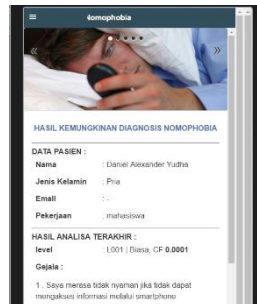 Nomophobia
HASIL KEMUNGKINAN DIAGNOSIS NOMOPHOBIA
DATA PASIEN :
Nama : Daniel Alexander Yudha
Jenis Kelamin : Pria
Email : -
Pekerjaan : mahasiswa
HASIL ANALISA TERAKHIR :
level : L001 | Biasa, CF 0.0001
Gejala :
1 . Saya merasa tidak nyaman jika tidak dapat
mengakses informasi melalui smartphone